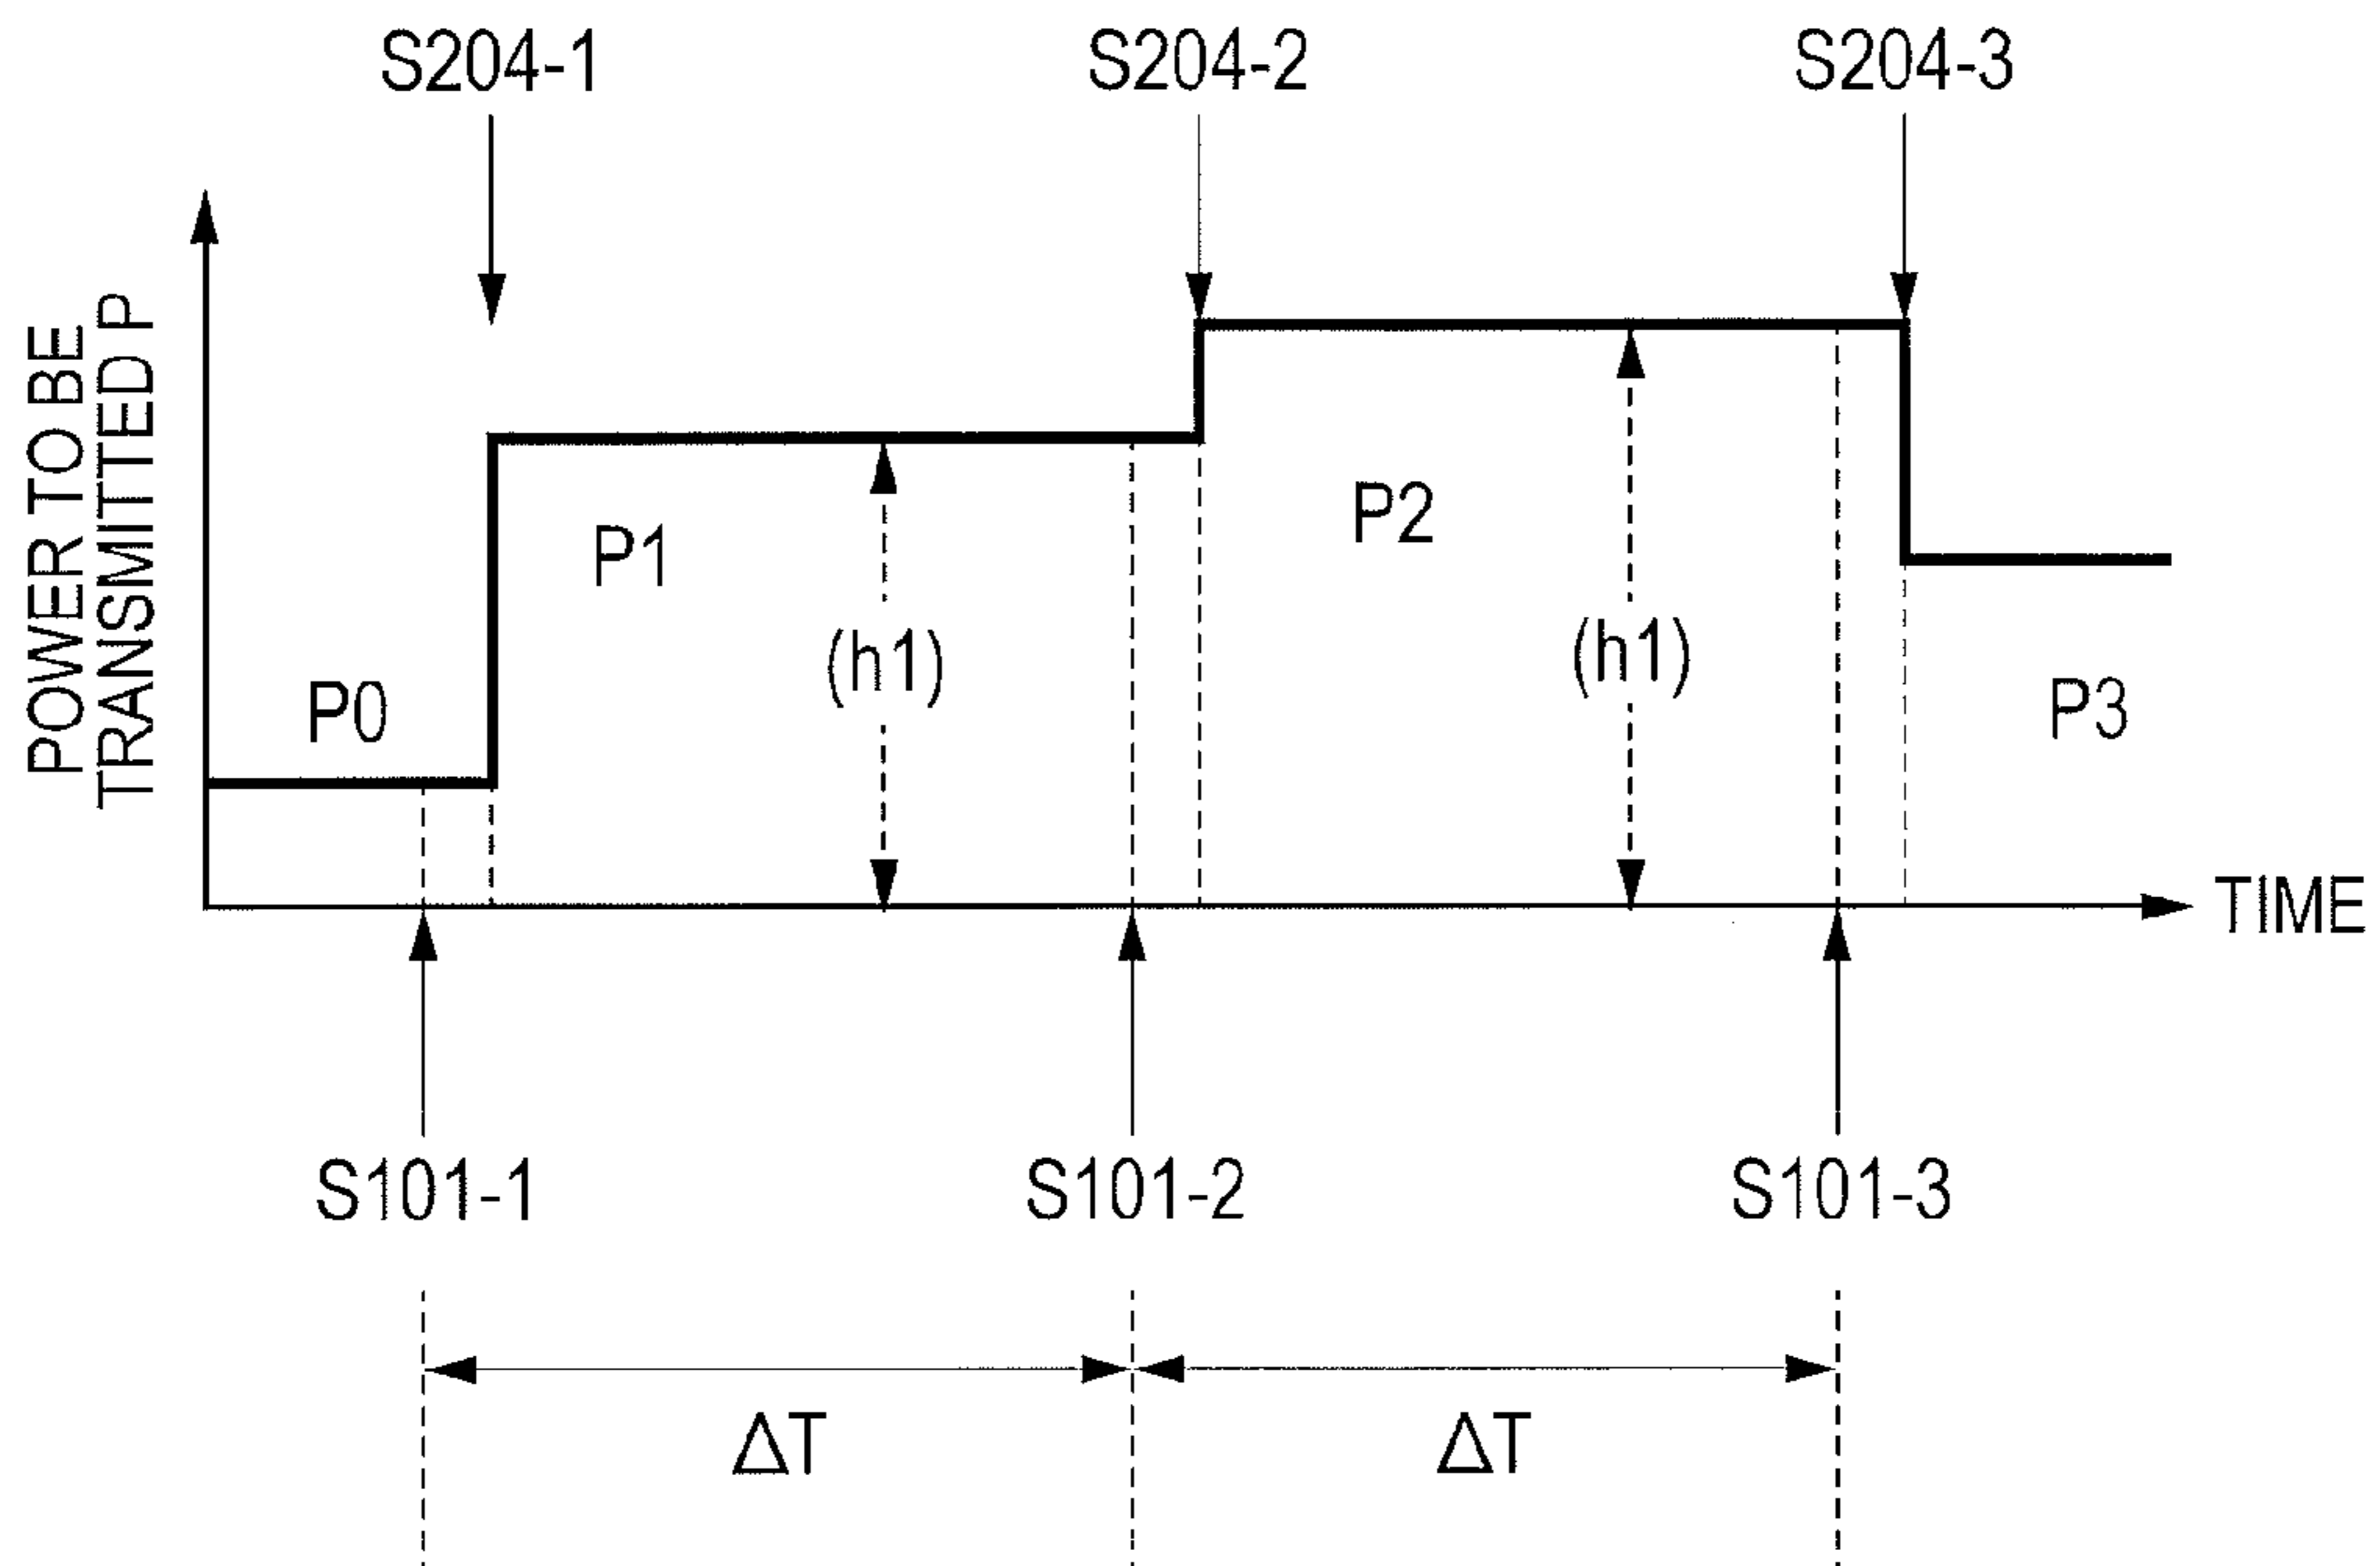 S204-1
S204-2
S204-3
POWER TO BE
TRANSMITTED P
P0
P1
(h1)
P2
(h1)
P3
TIME
S101-1
S101-2
S101-3
ΔT
ΔT